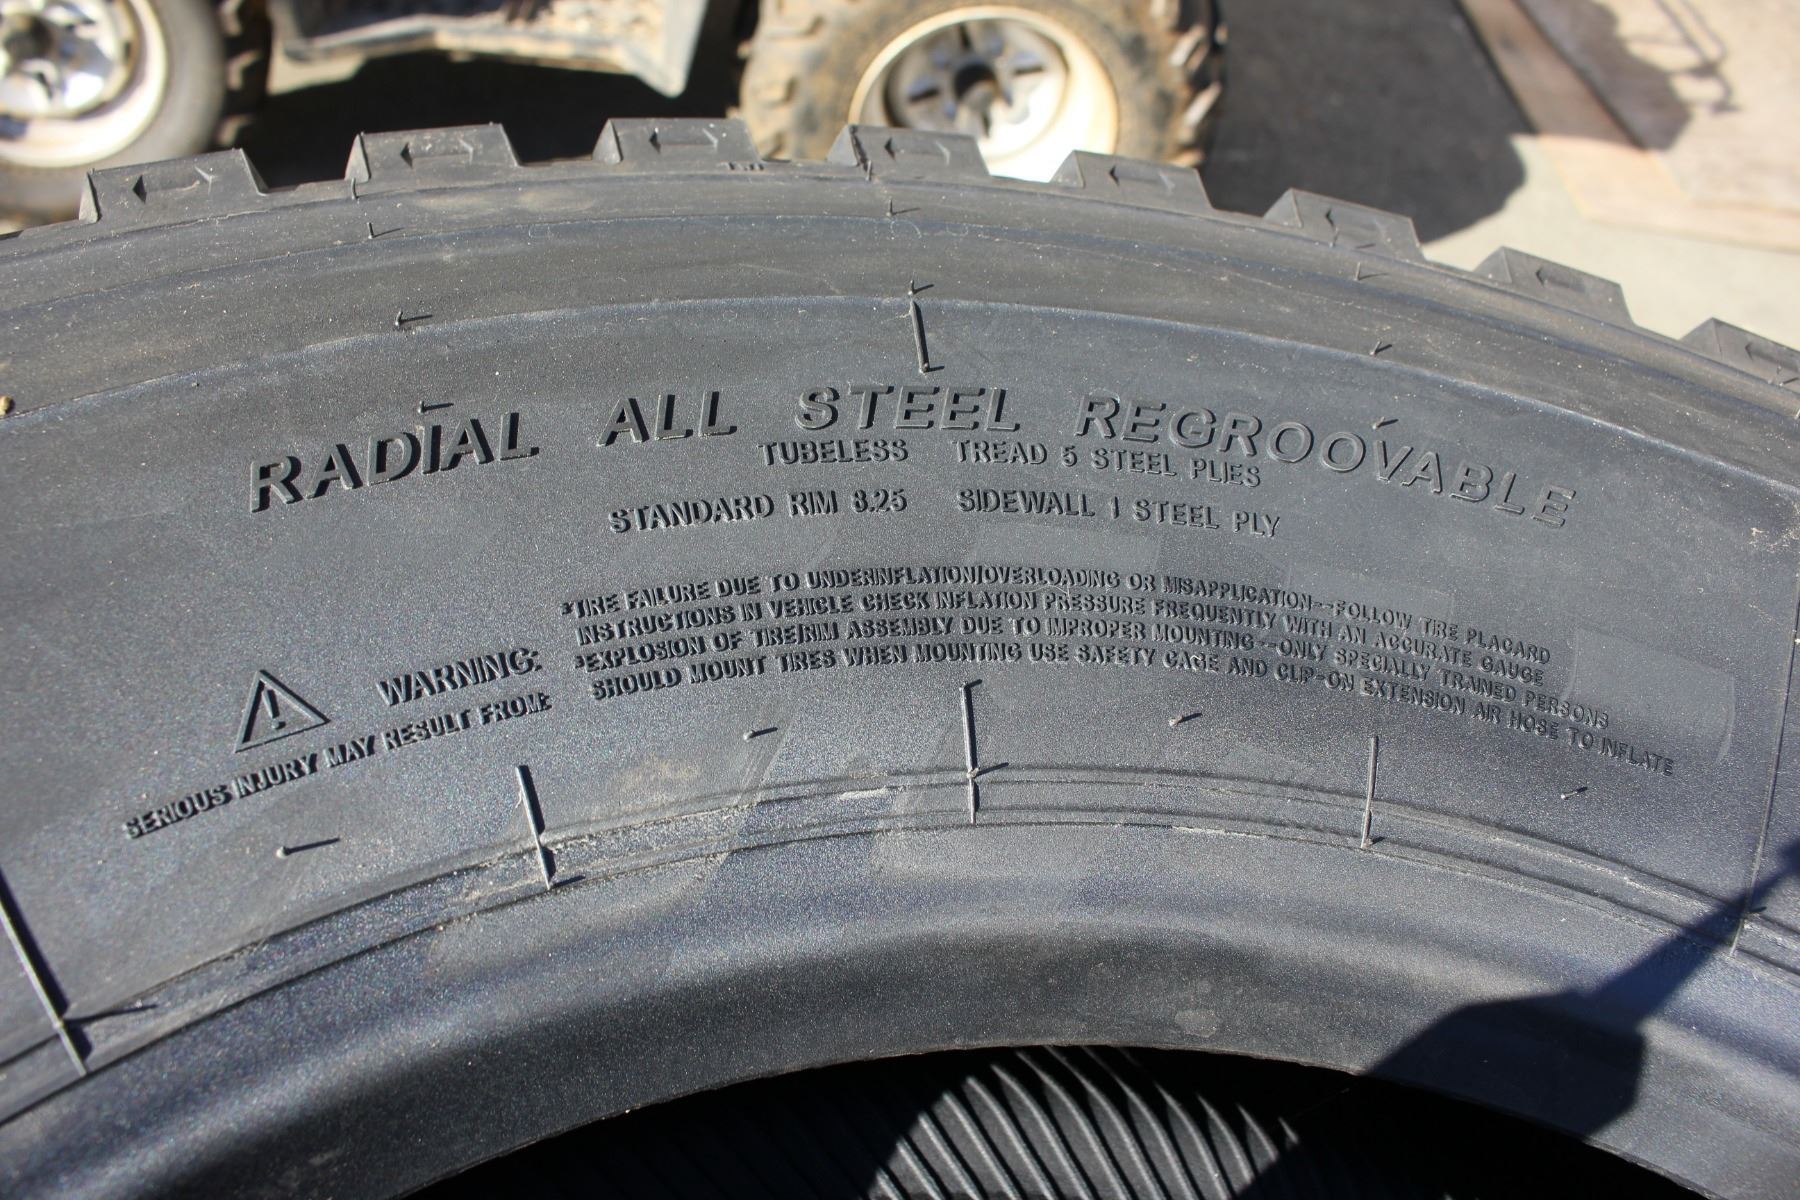 RADIAL ALL STEEL REGROOVABLE
TUBELESS TREAD 5 STEEL PLIES
STANDARD RIM 8.25 SIDEWALL 1 STEEL PLY
WARNING:
SERIOUS INJURY MAY RESULT FROM:
*TIRE FAILURE DUE TO UNDERINFLATION/OVERLOADING OR MISAPPLICATION--FOLLOW TIRE PLACARD
INSTRUCTIONS IN VEHICLE CHECK INFLATION PRESSURE FREQUENTLY WITH AN ACCURATE GAUGE
*EXPLOSION OF TIRE/RIM ASSEMBLY DUE TO IMPROPER MOUNTING--ONLY SPECIALLY TRAINED PERSONS
SHOULD MOUNT TIRES WHEN MOUNTING USE SAFETY CAGE AND CLIP-ON EXTENSION AIR HOSE TO INFLATE